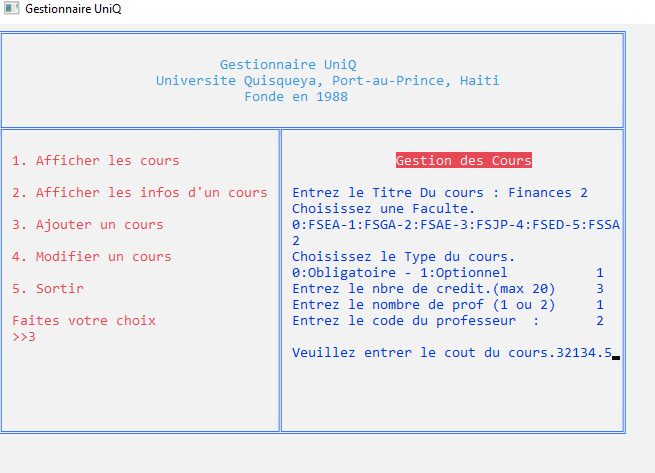 Gestionnaire UniQ
Gestionnaire UniQ
Universite Quisqueya, Port-au-Prince, Haiti
Fonde en 1988
1. Afficher les cours
2. Afficher les infos d'un cours
3. Ajouter un cours
4. Modifier un cours
5. Sortir
Faites votre choix
>>3
Gestion des Cours
Entrez le Titre Du cours : Finances 2
Choisissez une Faculte.
0:FSEA-1:FSGA-2:FSAE-3:FSJP-4:FSED-5:FSSA
2
Choisissez le Type du cours.
0:Obligatoire - 1:Optionnel 1
Entrez le nbre de credit.(max 20) 3
Entrez le nombre de prof (1 ou 2) 1
Entrez le code du professeur : 2
Veuillez entrer le cout du cours.32134.5